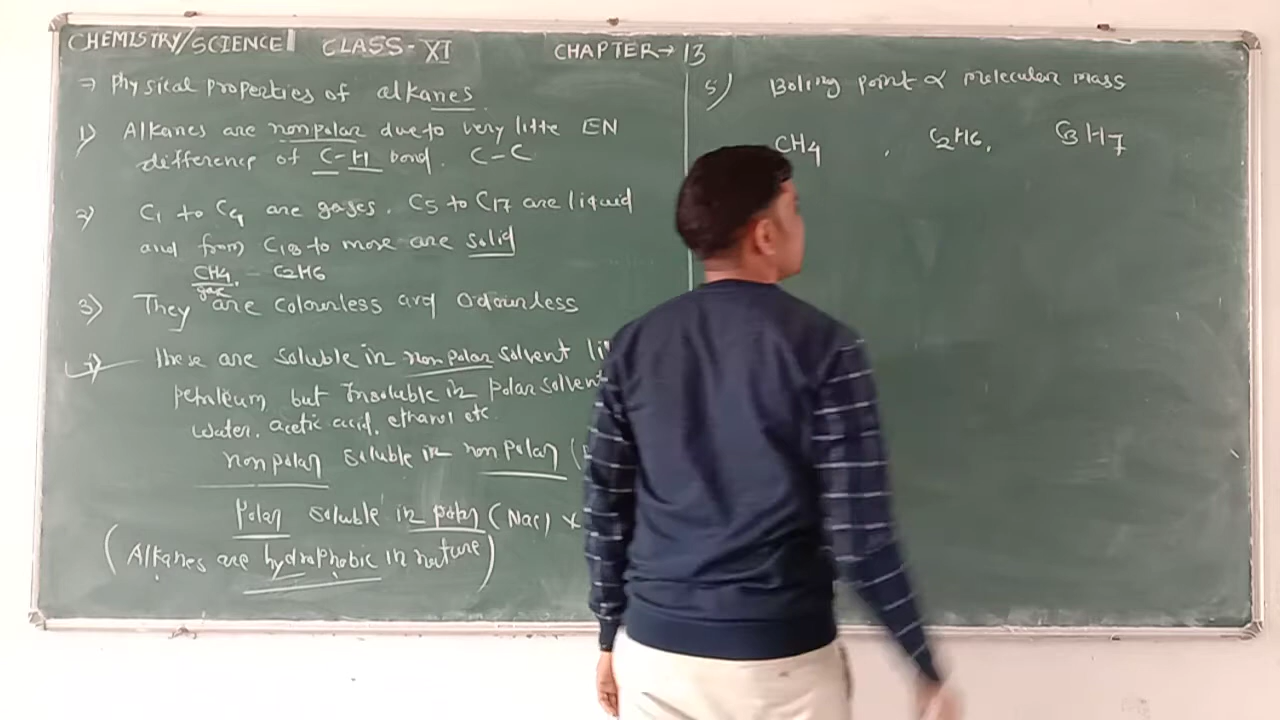 CHEMISTRY/SCIENCE CLASS-XI CHAPTER→13
⇒ Physical properties of alkanes
1) Alkanes are nonpolar due to very litte EN
difference of C-H bond. C-C
2) C1 to C4 are gases. C5 to C17 are liquid
and from C18 to more are solid
CH4, - C2H6
gas
3) They are Colourless and Odourless
these are soluble in non polar solvent li
petroleum, but Insoluble in polar solvent
Water, acetic acid, ethanol etc.
non polar soluble in non polar (
Polar soluble in polar (NaCl) ×
(Alkanes are hydrophobic in nature)
5) Boling point ∝ molecular mass
CH4 , C2H6, C3H7